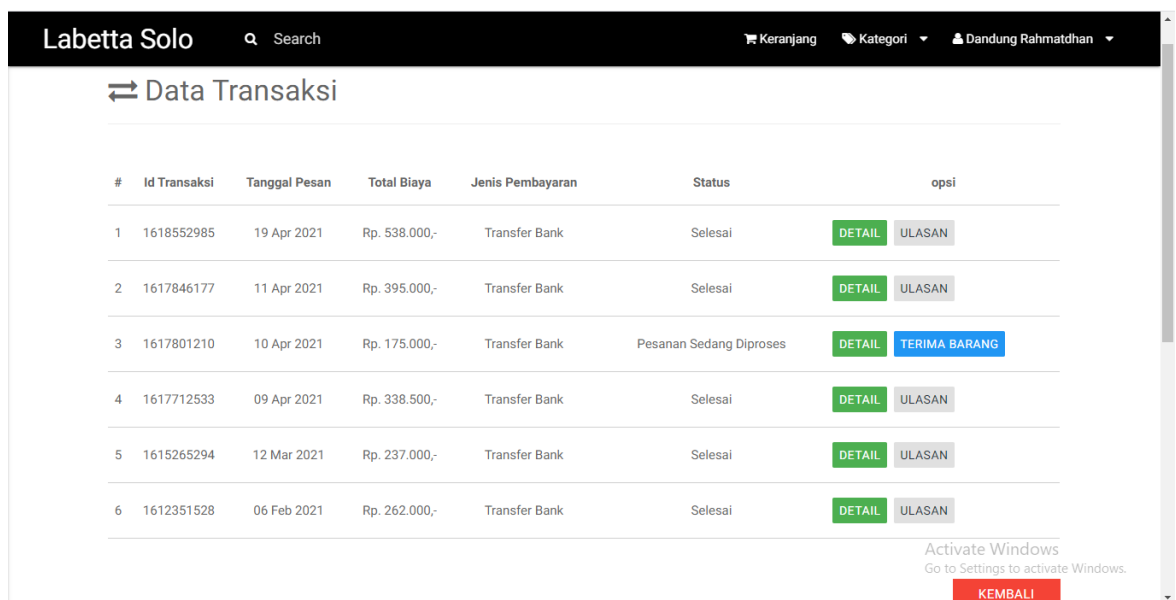 Labetta Solo Search Keranjang Kategori Dandung Rahmatdhan
Data Transaksi
# Id Transaksi Tanggal Pesan Total Biaya Jenis Pembayaran Status opsi
1 1618552985 19 Apr 2021 Rp. 538.000,- Transfer Bank Selesai DETAIL ULASAN
2 1617846177 11 Apr 2021 Rp. 395.000,- Transfer Bank Selesai DETAIL ULASAN
3 1617801210 10 Apr 2021 Rp. 175.000,- Transfer Bank Pesanan Sedang Diproses DETAIL TERIMA BARANG
4 1617712533 09 Apr 2021 Rp. 338.500,- Transfer Bank Selesai DETAIL ULASAN
5 1615265294 12 Mar 2021 Rp. 237.000,- Transfer Bank Selesai DETAIL ULASAN
6 1612351528 06 Feb 2021 Rp. 262.000,- Transfer Bank Selesai DETAIL ULASAN
Activate Windows
Go to Settings to activate Windows.
KEMBALI